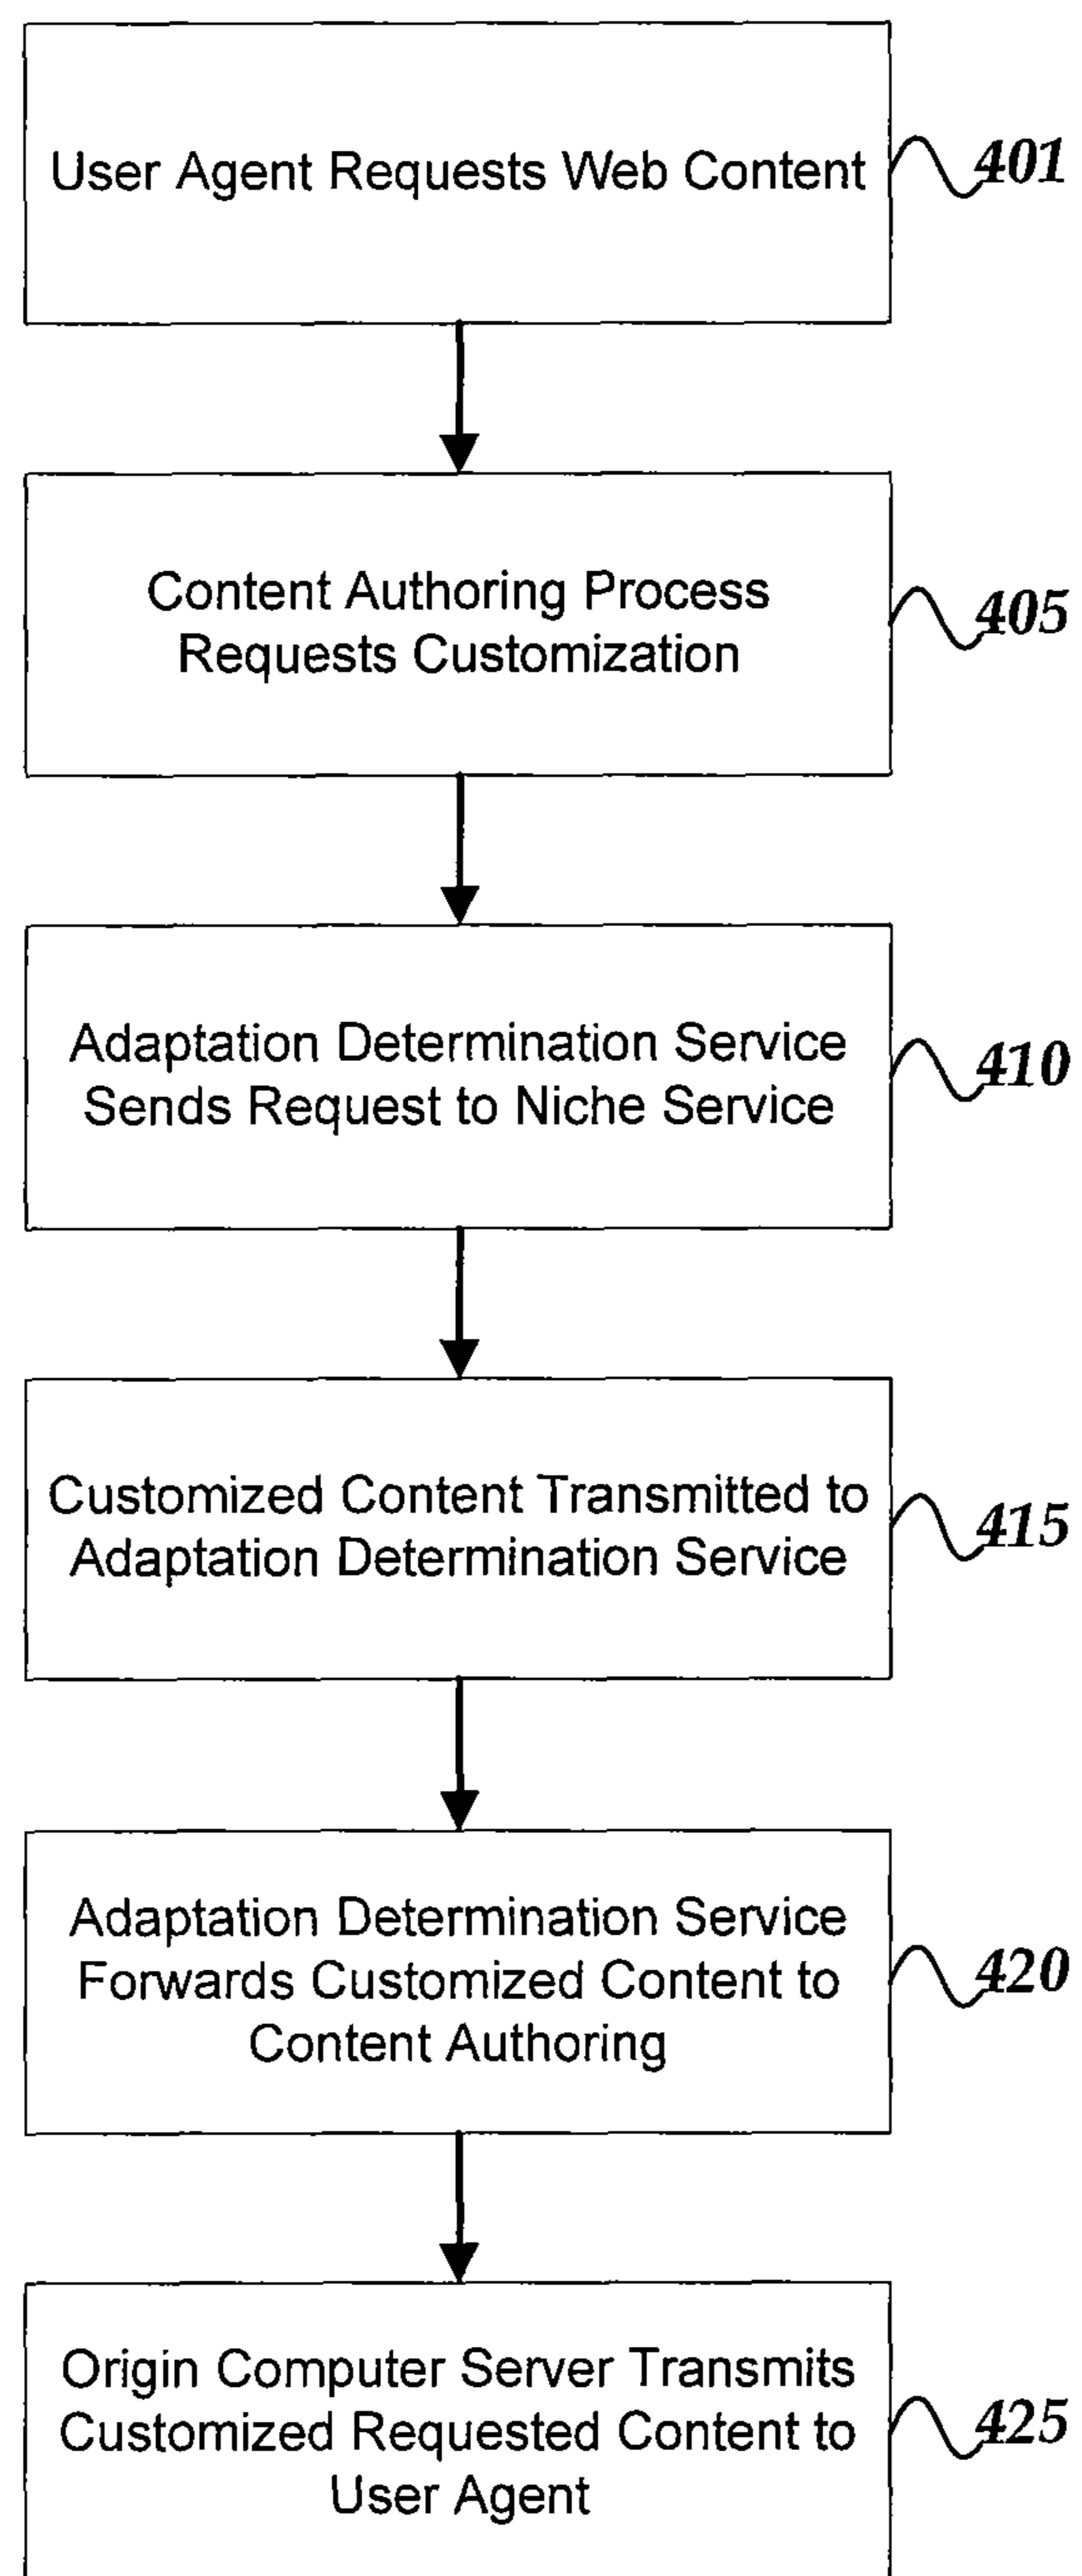 User Agent Requests Web Content
401
Content Authoring Process
Requests Customization
405
Adaptation Determination Service
Sends Request to Niche Service
410
Customized Content Transmitted to
Adaptation Determination Service
415
Adaptation Determination Service
Forwards Customized Content to
Content Authoring
420
Origin Computer Server Transmits
Customized Requested Content to
User Agent
425